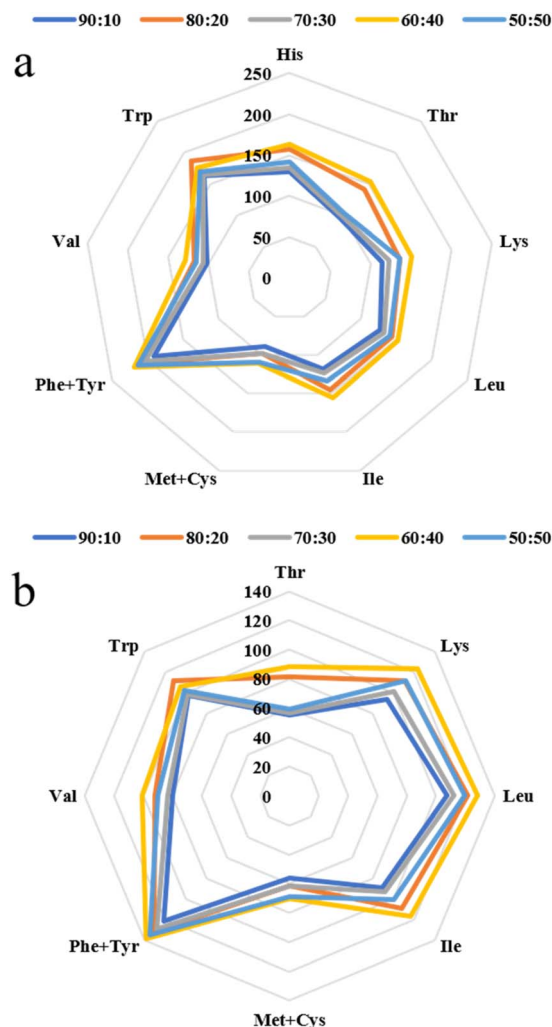 90:10 80:20 70:30 60:40 50:50
a
His
250
Trp 200 Thr
150
100
Val 50 Lys
0
Phe+Tyr Leu
Met+Cys Ile
90:10 80:20 70:30 60:40 50:50
b
Thr
140
120
Trp 100 Lys
80
60
40
20
Val 0 Leu
Phe+Tyr Ile
Met+Cys